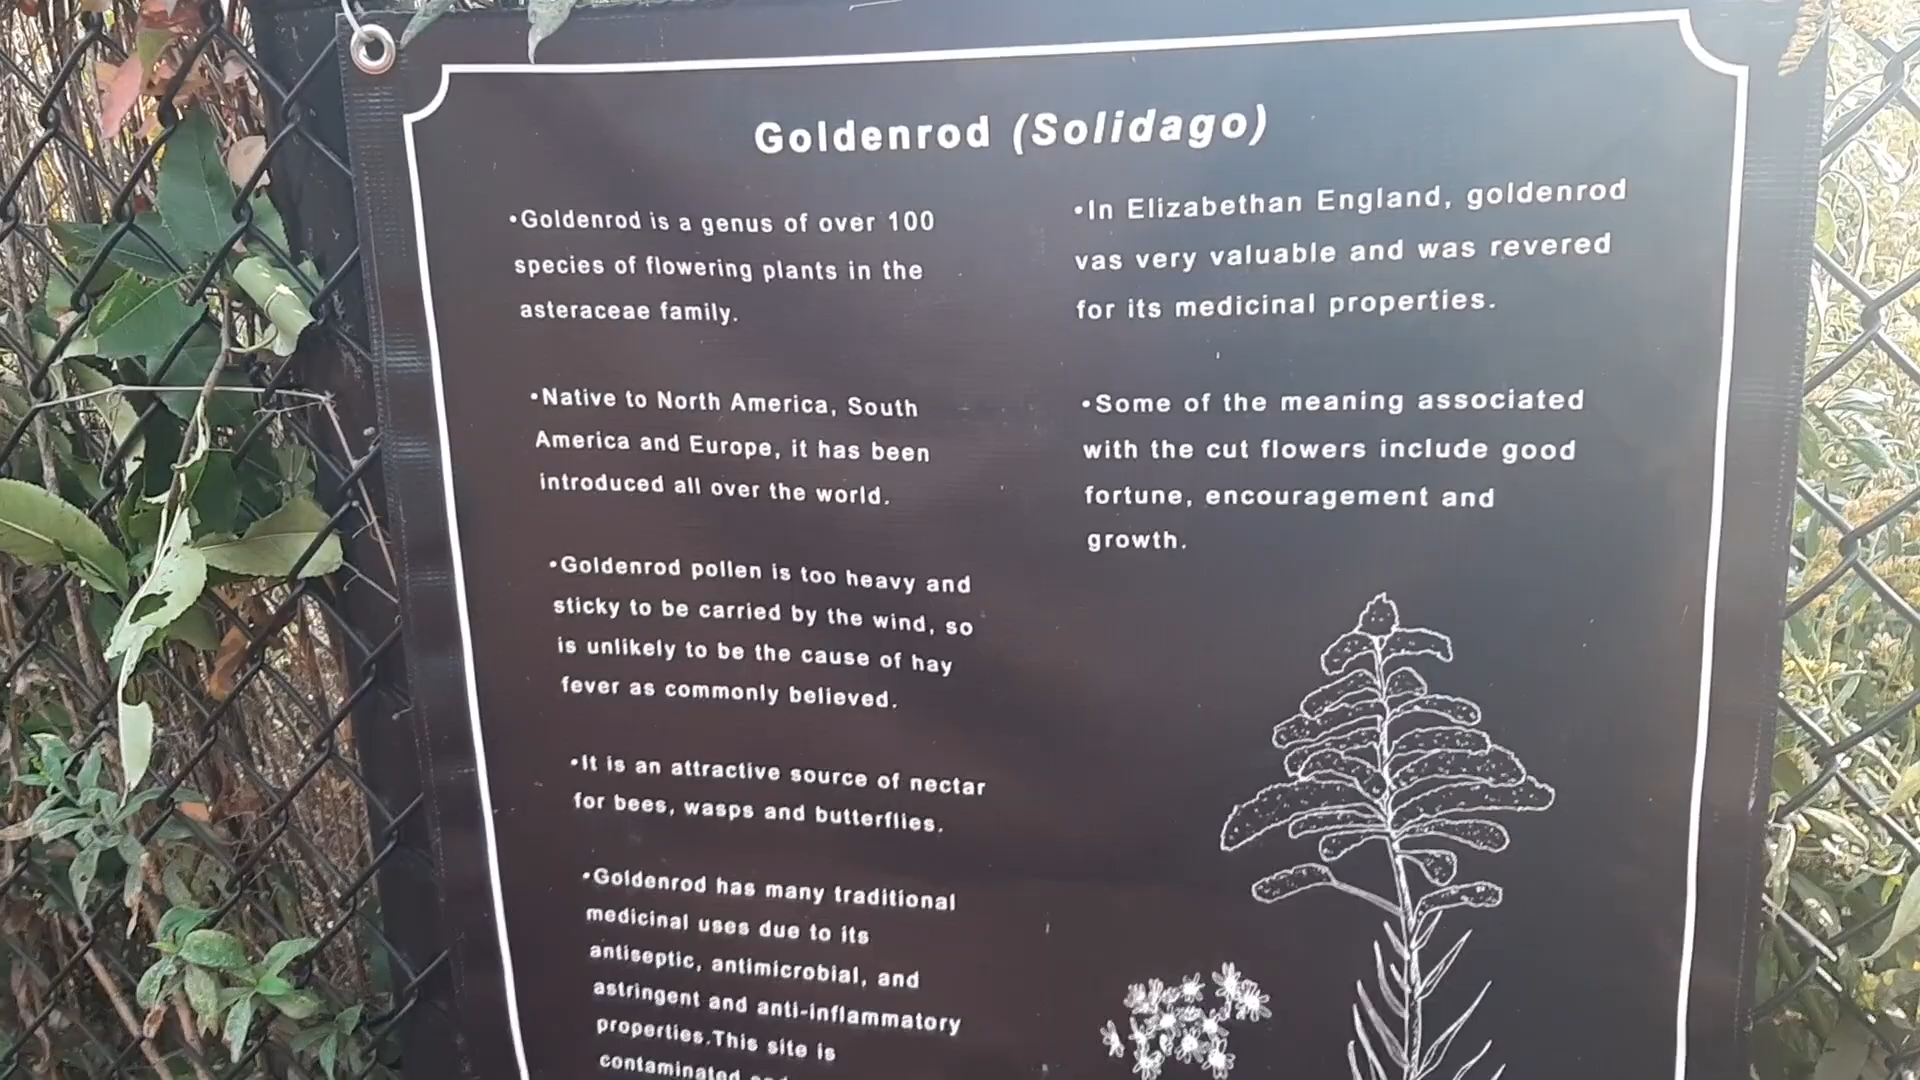 Goldenrod (Solidago)
•Goldenrod is a genus of over 100
species of flowering plants in the
asteraceae family.
•Native to North America, South
America and Europe, it has been
introduced all over the world.
•Goldenrod pollen is too heavy and
sticky to be carried by the wind, so
is unlikely to be the cause of hay
fever as commonly believed.
•It is an attractive source of nectar
for bees, wasps and butterflies.
•Goldenrod has many traditional
medicinal uses due to its
antiseptic, antimicrobial, and
astringent and anti-inflammatory
properties.This site is
contaminated
•In Elizabethan England, goldenrod
vas very valuable and was revered
for its medicinal properties.
•Some of the meaning associated
with the cut flowers include good
fortune, encouragement and
growth.